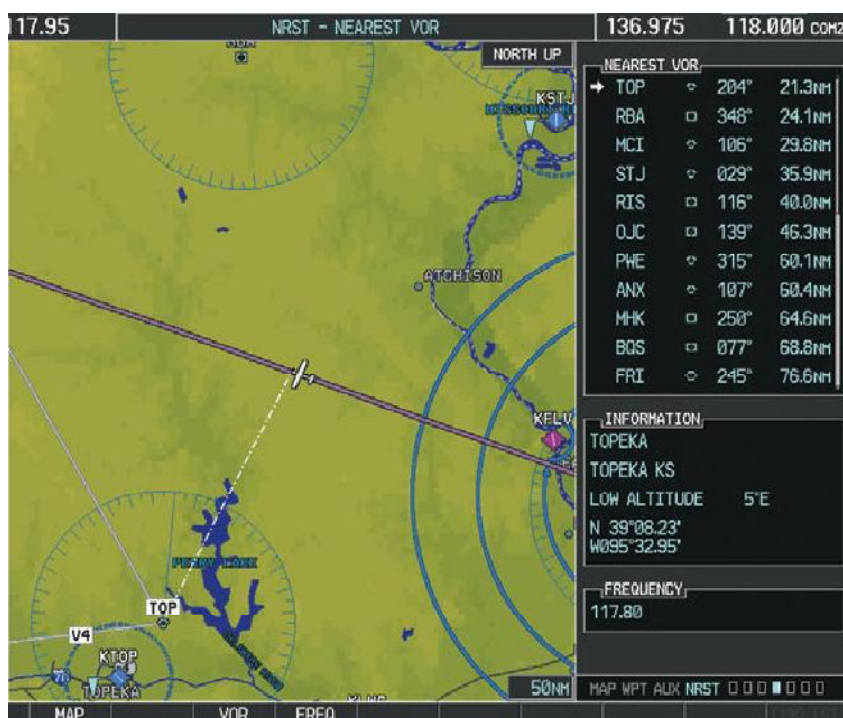 117.95 NRST - NEAREST VOR 136.975 118.000 COM2
NORTH UP
KSTJ
ATCHISON
PERRY LAKE
TOP
V4
KTOP
TOPEKA
50NM
NEAREST VOR
TOP 204° 21.3NM
RBA 348° 24.1NM
MCI 106° 29.8NM
STJ 029° 35.9NM
RIS 116° 40.0NM
OJC 139° 46.3NM
PWE 315° 60.1NM
ANX 107° 60.4NM
MHK 250° 64.6NM
BQS 077° 68.8NM
FRI 245° 76.6NM
INFORMATION
TOPEKA
TOPEKA KS
LOW ALTITUDE 5°E
N 39°08.23'
W095°32.95'
FREQUENCY
117.80
MAP WPT AUX NRST
MAP VOR FREQ